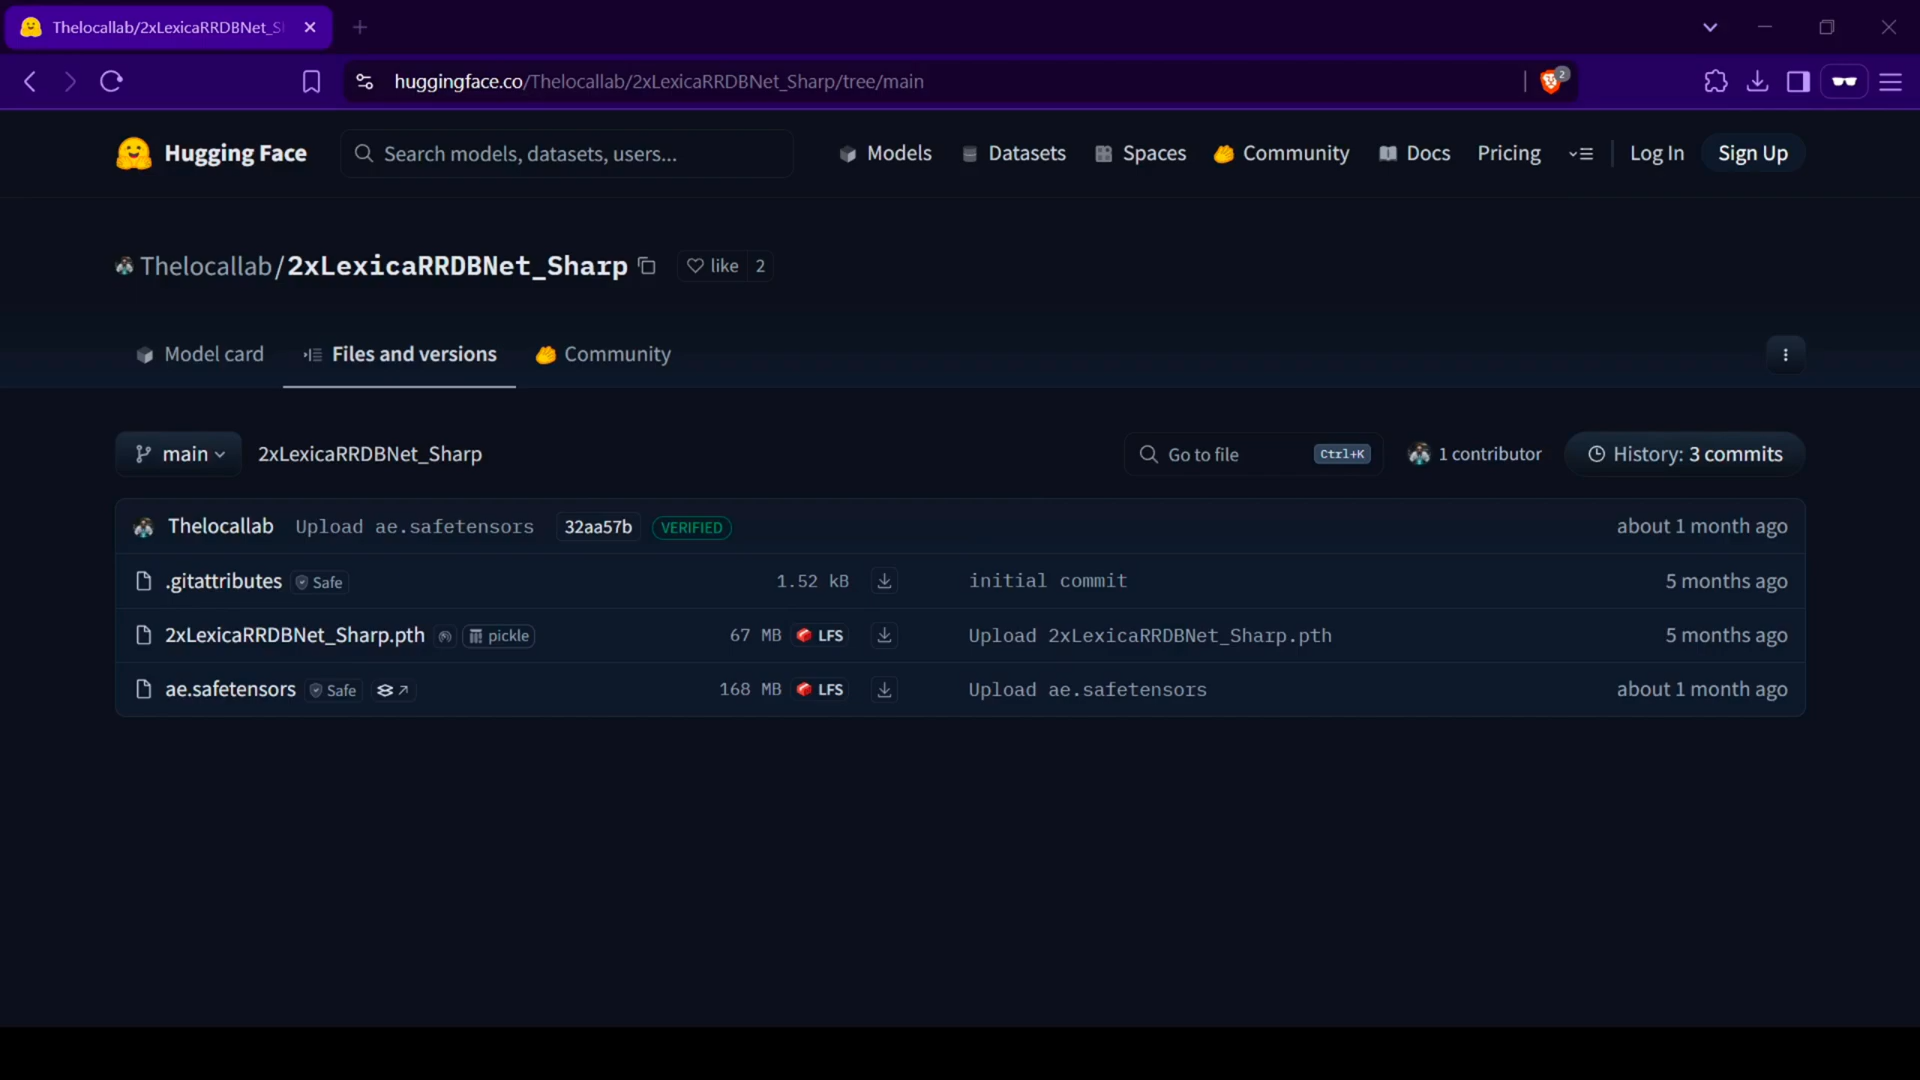 Thelocallab/2xLexicaRRDBNet_S
huggingface.co/Thelocallab/2xLexicaRRDBNet_Sharp/tree/main
2
Hugging Face
Search models, datasets, users...
Models
Datasets
Spaces
Community
Docs
Pricing
Log In
Sign Up
Thelocallab/2xLexicaRRDBNet_Sharp
like 2
Model card
Files and versions
Community
main
2xLexicaRRDBNet_Sharp
Go to file
Ctrl+K
1 contributor
History: 3 commits
Thelocallab Upload ae.safetensors 32aa57b VERIFIED about 1 month ago
.gitattributes Safe 1.52 kB initial commit 5 months ago
2xLexicaRRDBNet_Sharp.pth pickle 67 MB LFS Upload 2xLexicaRRDBNet_Sharp.pth 5 months ago
ae.safetensors Safe 168 MB LFS Upload ae.safetensors about 1 month ago